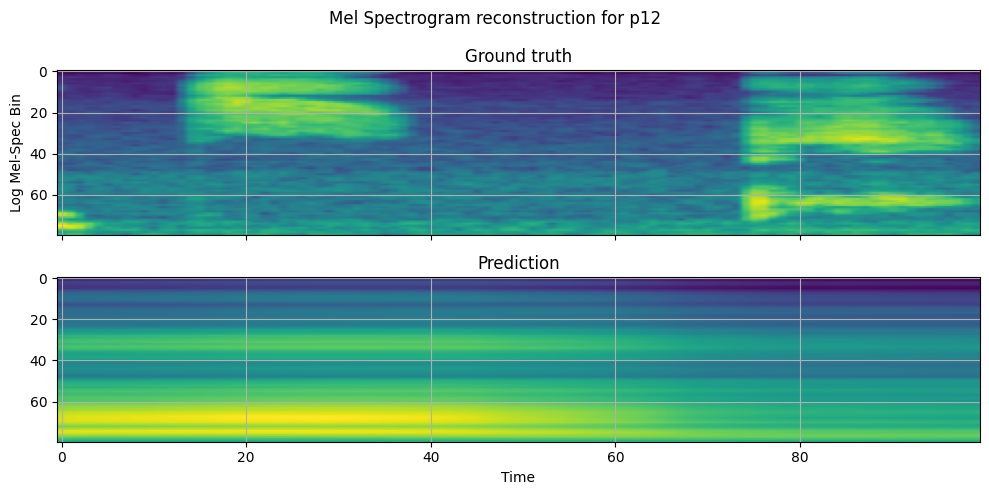 Mel Spectrogram reconstruction for p12
Ground truth
0
20
40
60
Log Mel-Spec Bin
Prediction
0
20
40
60
0 20 40 60 80
Time